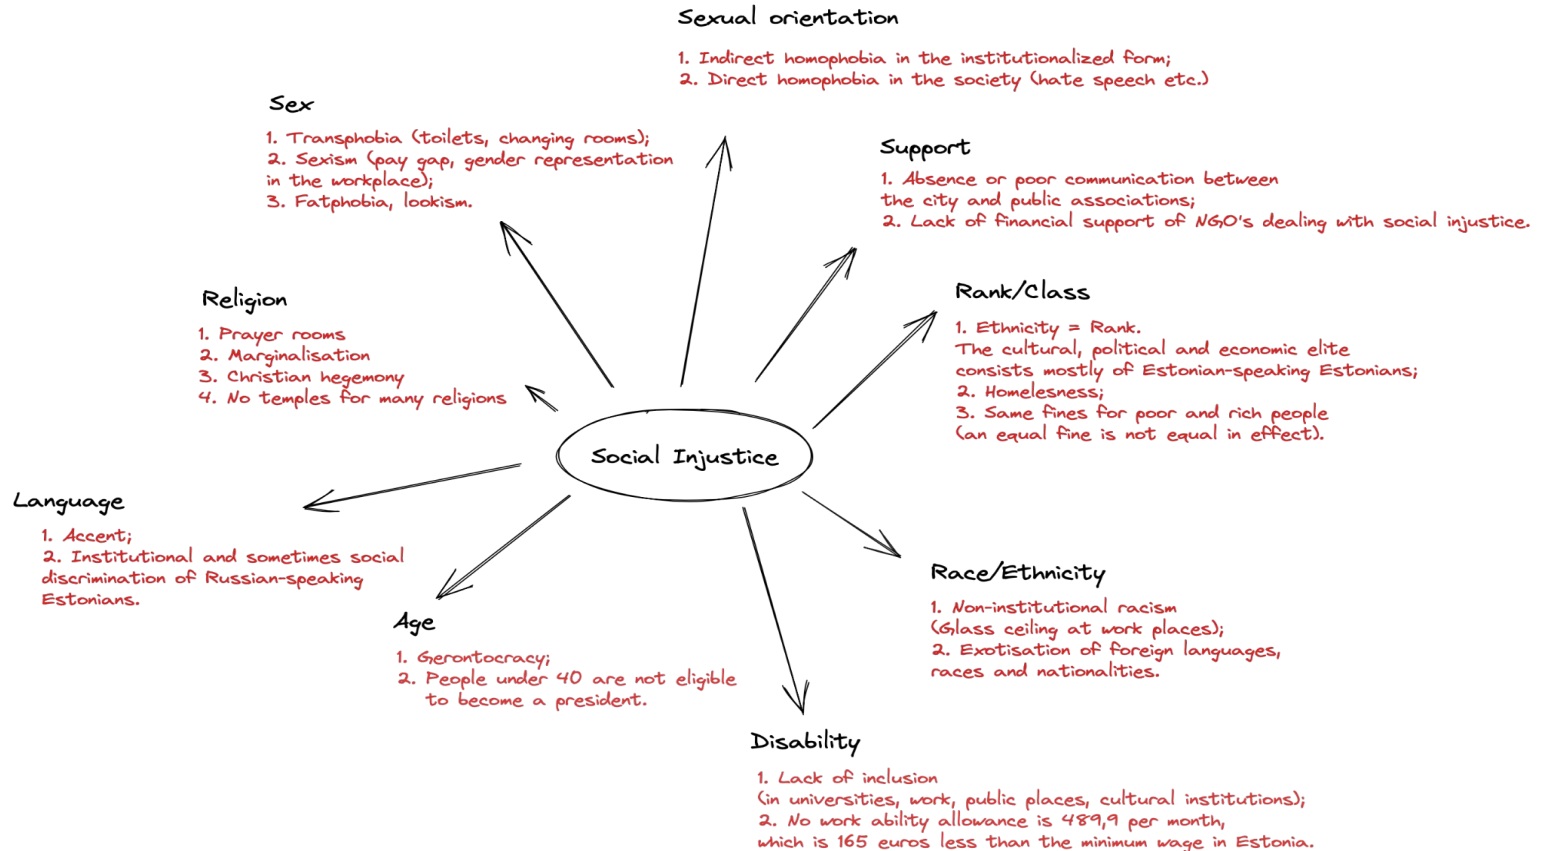 Sexual orientation
1. Indirect homophobia in the institutionalized form;
2. Direct homophobia in the society (hate speech etc.)
Sex
1. Transphobia (toilets, changing rooms);
2. Sexism (pay gap, gender representation
in the workplace);
3. Fatphobia, lookism.
Support
1. Absence or poor communication between
the city and public associations;
2. Lack of financial support of NGO's dealing with social injustice.
Religion
1. Prayer rooms
2. Marginalisation
3. Christian hegemony
4. No temples for many religions
Rank/Class
1. Ethnicity = Rank.
The cultural, political and economic elite
consists mostly of Estonian-speaking Estonians;
2. Homelesness;
3. Same fines for poor and rich people
(an equal fine is not equal in effect).
Social Injustice
Language
1. Accent;
2. Institutional and sometimes social
discrimination of Russian-speaking
Estonians.
Age
1. Gerontocracy;
2. People under 40 are not eligible
to become a president.
Race/Ethnicity
1. Non-institutional racism
(Glass ceiling at work places);
2. Exotisation of foreign languages,
races and nationalities.
Disability
1. Lack of inclusion
(in universities, work, public places, cultural institutions);
2. No work ability allowance is 489,9 per month,
which is 165 euros less than the minimum wage in Estonia.